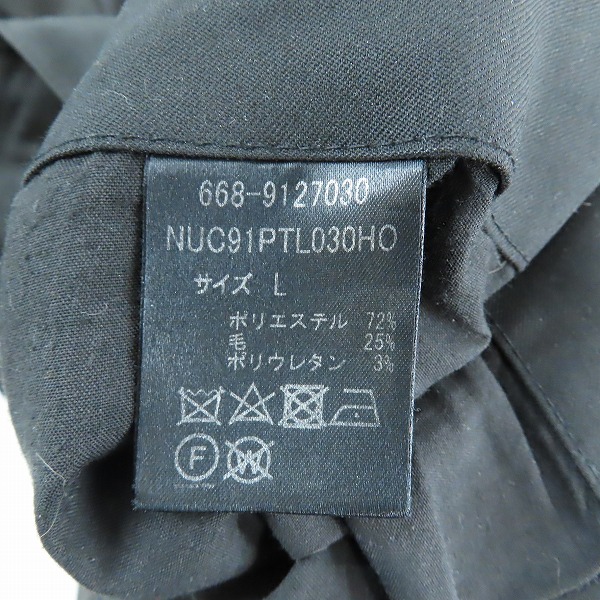 668-9127030
NUC91PTL030HO
サイズ L
ポリエステル 72%
毛 25%
ポリウレタン 3%
F W